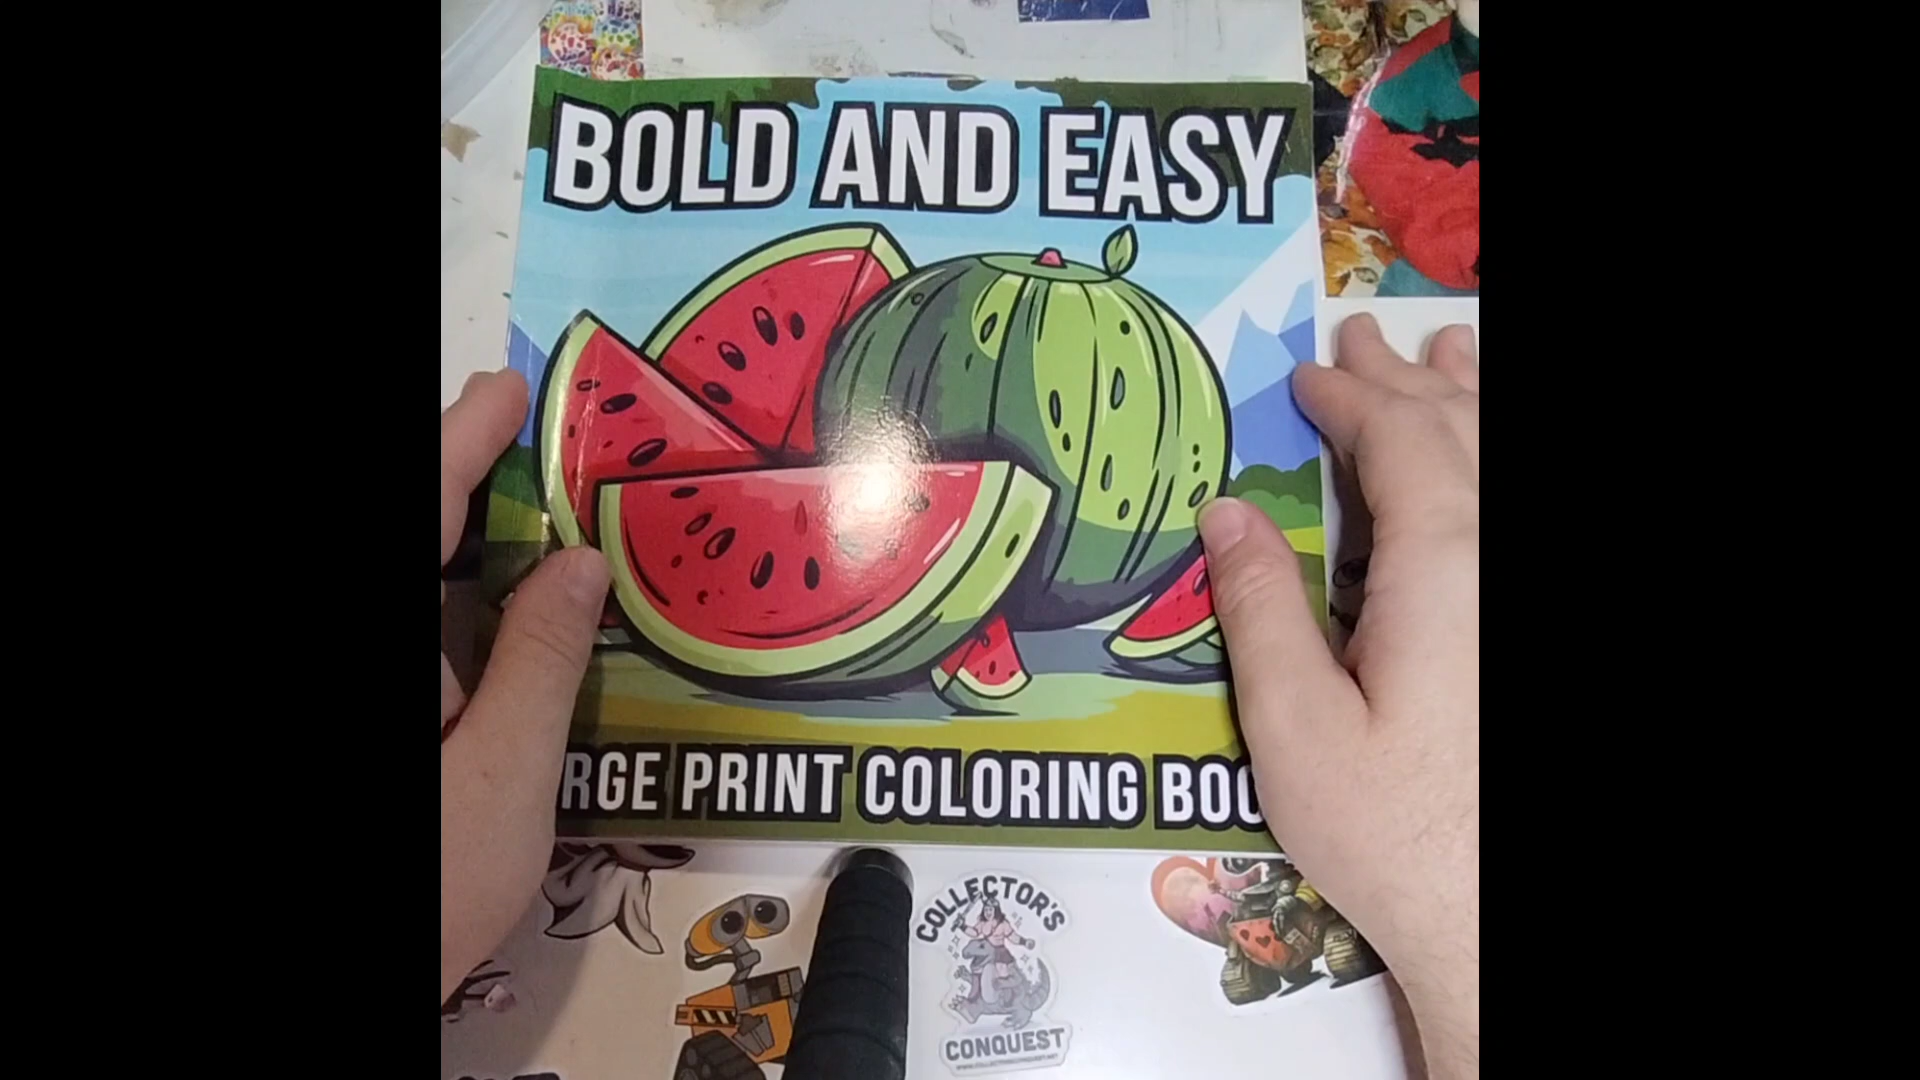 BOLD AND EASY
RGE PRINT COLORING BOO
COLLECTOR'S
CONQUEST